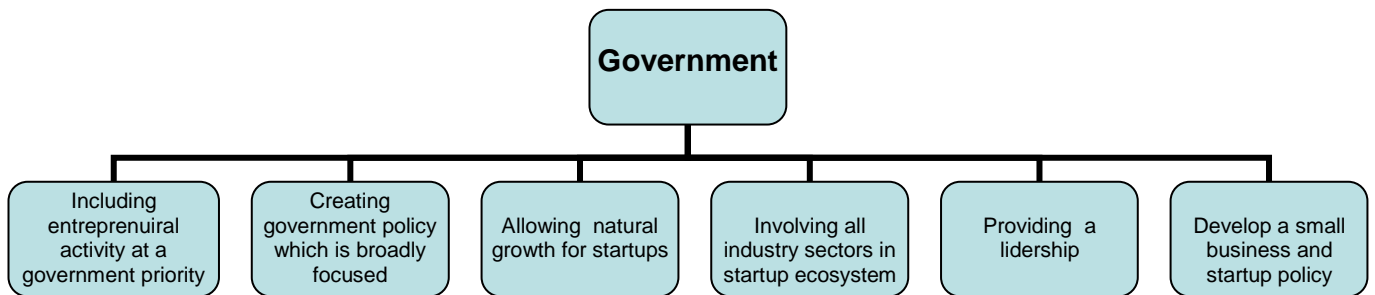 Government
Including
entreprenuiral
activity at a
government priority
Creating
government policy
which is broadly
focused
Allowing natural
growth for startups
Involving all
industry sectors in
startup ecosystem
Providing a
lidership
Develop a small
business and
startup policy